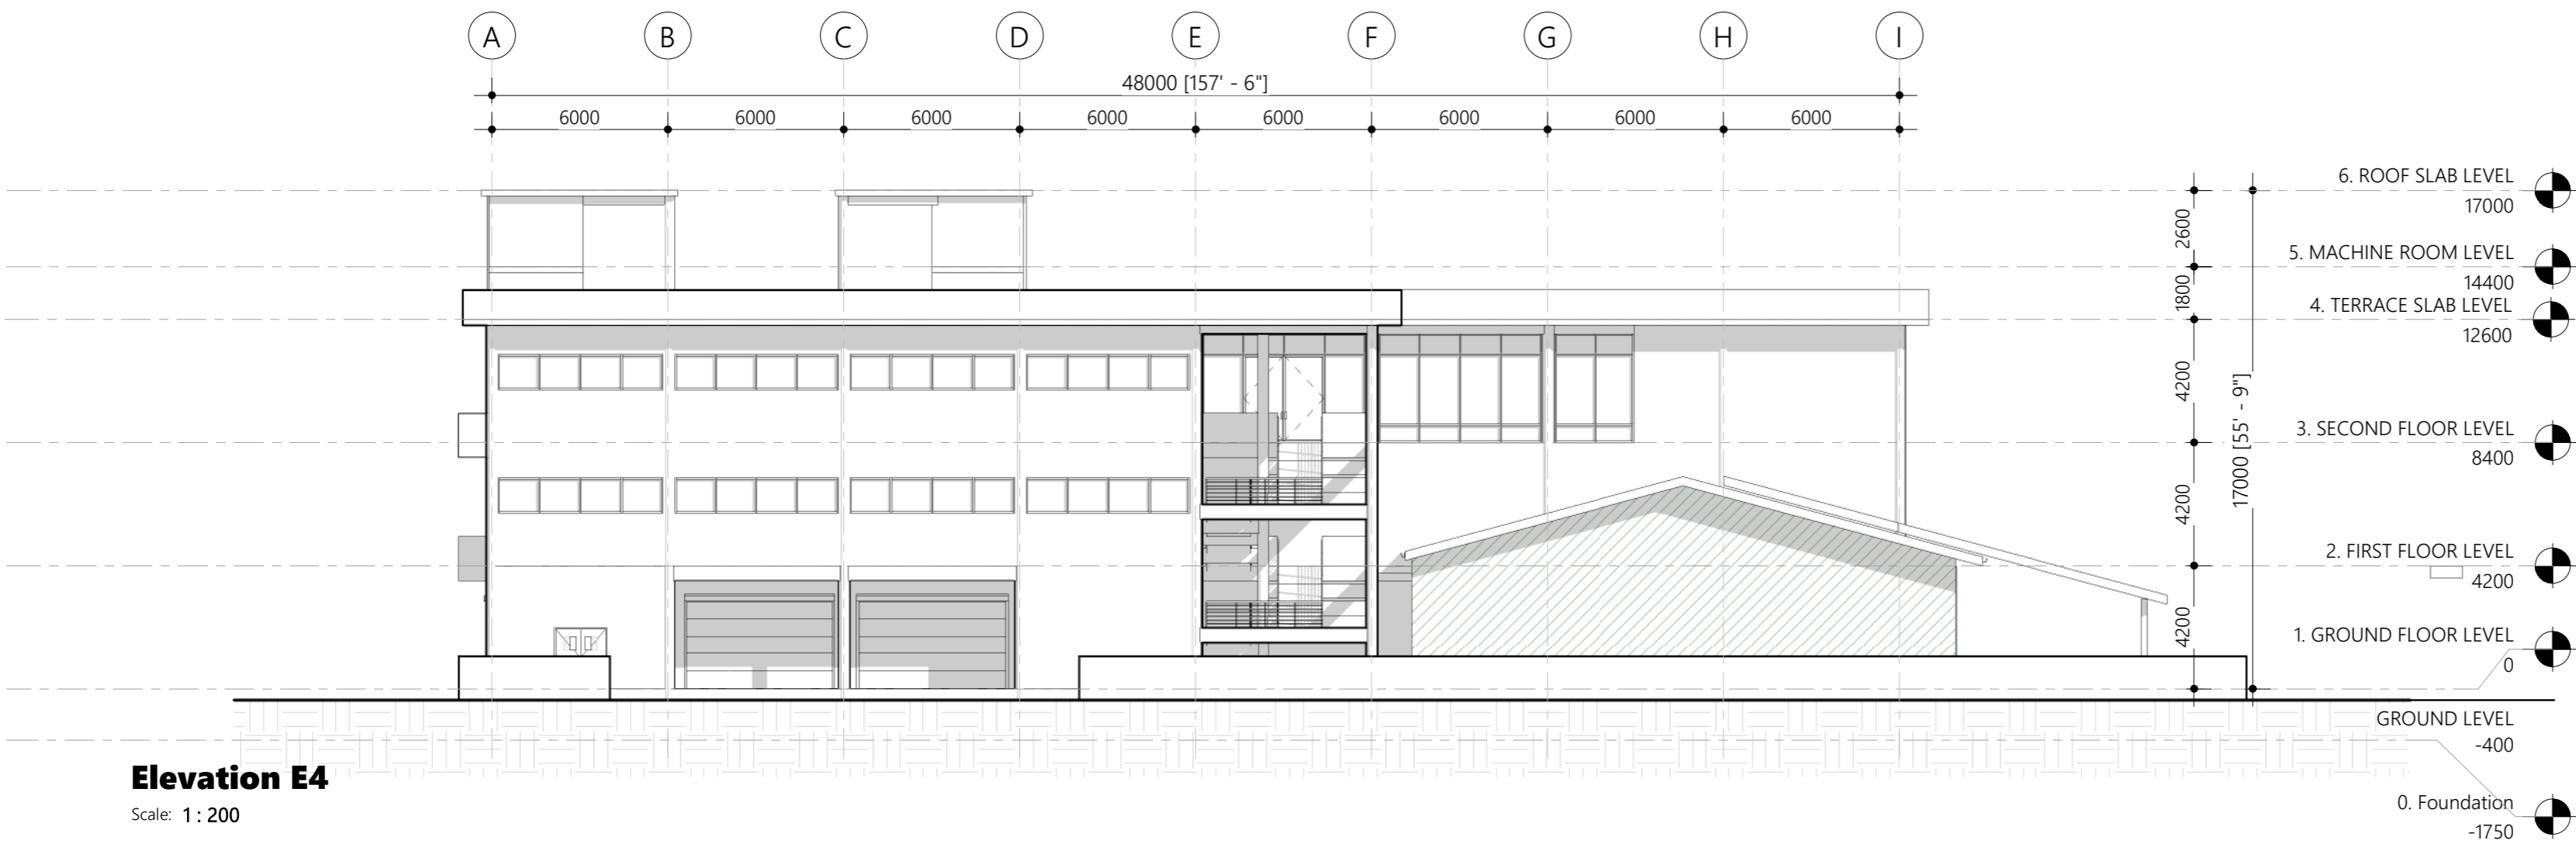 A B C D E F G H I
48000 [157' - 6"]
6000 6000 6000 6000 6000 6000 6000 6000
6. ROOF SLAB LEVEL
17000
2600
5. MACHINE ROOM LEVEL
14400
1800
4. TERRACE SLAB LEVEL
12600
4200
17000 [55' - 9"]
3. SECOND FLOOR LEVEL
8400
4200
2. FIRST FLOOR LEVEL
4200
4200
1. GROUND FLOOR LEVEL
0
GROUND LEVEL
-400
0. Foundation
-1750
Elevation E4
Scale: 1 : 200